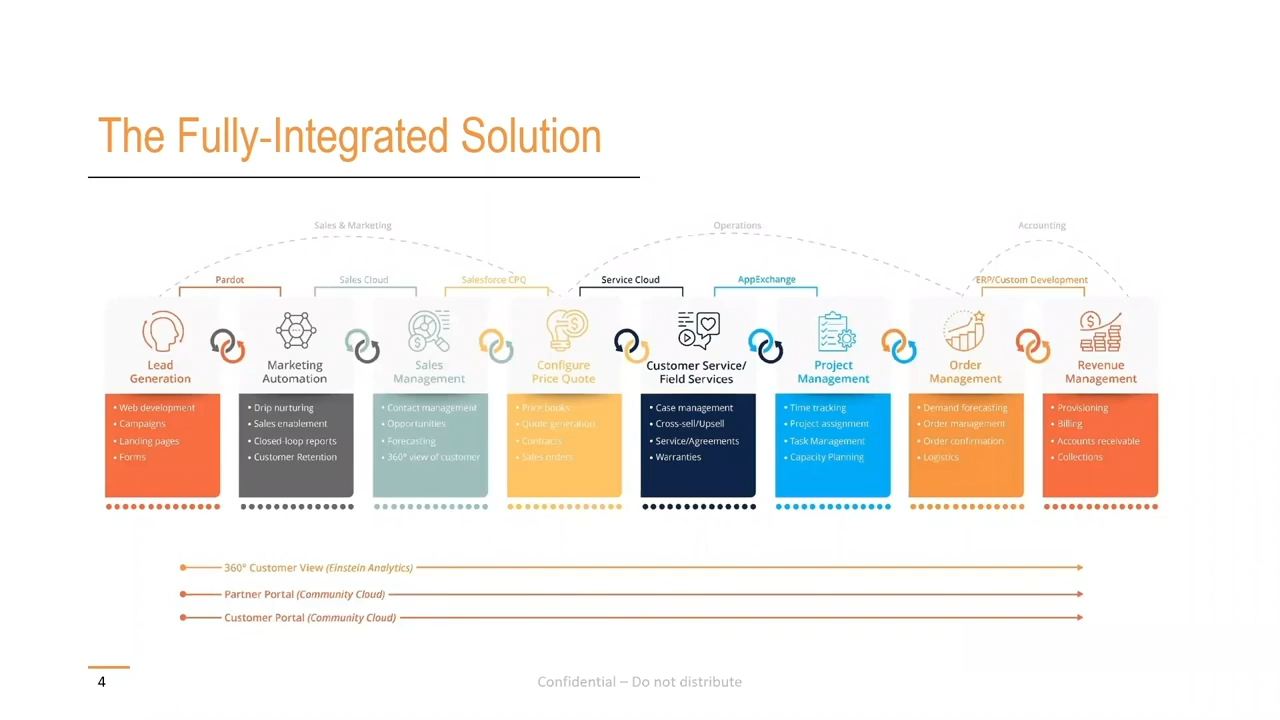 The Fully-Integrated Solution
Sales & Marketing
Operations
Accounting
Pardot
Sales Cloud
Salesforce CPQ
Service Cloud
AppExchange
ERP/Custom Development
Lead
Generation
• Web development
• Campaigns
• Landing pages
• Forms
Marketing
Automation
• Drip nurturing
• Sales enablement
• Closed-loop reports
• Customer Retention
Sales
Management
• Contact management
• Opportunities
• Forecasting
• 360° view of customer
Configure
Price Quote
• Price books
• Quote generation
• Contracts
• Sales orders
Customer Service/
Field Services
• Case management
• Cross-sell/Upsell
• Service/Agreements
• Warranties
Project
Management
• Time tracking
• Project assignment
• Task Management
• Capacity Planning
Order
Management
• Demand forecasting
• Order management
• Order confirmation
• Logistics
Revenue
Management
• Provisioning
• Billing
• Accounts receivable
• Collections
360° Customer View (Einstein Analytics)
Partner Portal (Community Cloud)
Customer Portal (Community Cloud)
4
Confidential – Do not distribute